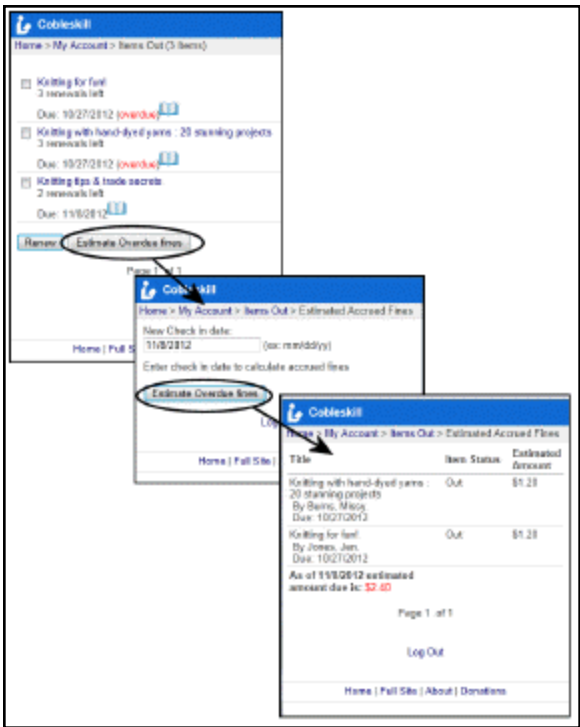 Cobleskill
Home > My Account > Items Out (3 Items)
Knitting for fun!
3 renewals left
Due: 10/27/2012 (overdue)
Knitting with hand-dyed yarns : 20 stunning projects
3 renewals left
Due: 10/27/2012 (overdue)
Knitting tips & trade secrets
2 renewals left
Due: 11/8/2012
Renew Estimate Overdue fines
Page 1 of 1
Home | Full S
Cobleskill
Home > My Account > Items Out > Estimated Accrued Fines
New Check in date:
11/8/2012 (ex: mm/dd/yy)
Enter check in date to calculate accrued fines
Estimate Overdue fines
Log
Home | Full Site |
Cobleskill
Home > My Account > Items Out > Estimated Accrued Fines
Title Item Status Estimated
Amount
Knitting with hand-dyed yarns : Out $1.20
20 stunning projects
By Berns, Missy.
Due: 10/27/2012
Knitting for fun! Out $1.20
By Jones, Jen.
Due: 10/27/2012
As of 11/8/2012 estimated
amount due is: $2.40
Page 1 of 1
Log Out
Home | Full Site | About | Donations